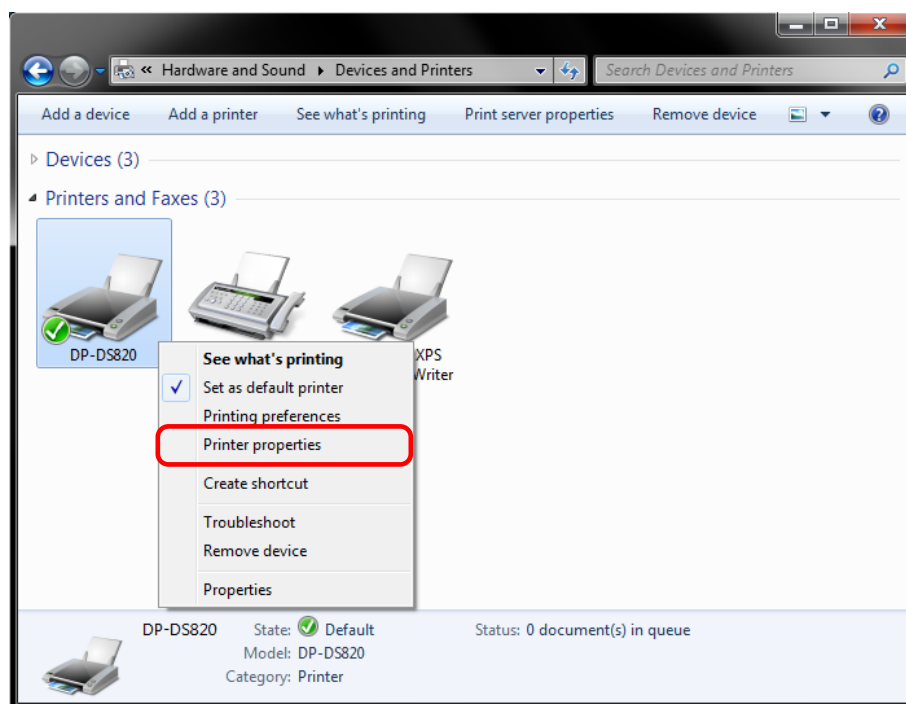 « Hardware and Sound ▸ Devices and Printers Search Devices and Printers
Add a device Add a printer See what's printing Print server properties Remove device
Devices (3)
Printers and Faxes (3)
DP-DS820
XPS
Writer
See what's printing
Set as default printer
Printing preferences
Printer properties
Create shortcut
Troubleshoot
Remove device
Properties
DP-DS820 State: Default Status: 0 document(s) in queue
Model: DP-DS820
Category: Printer